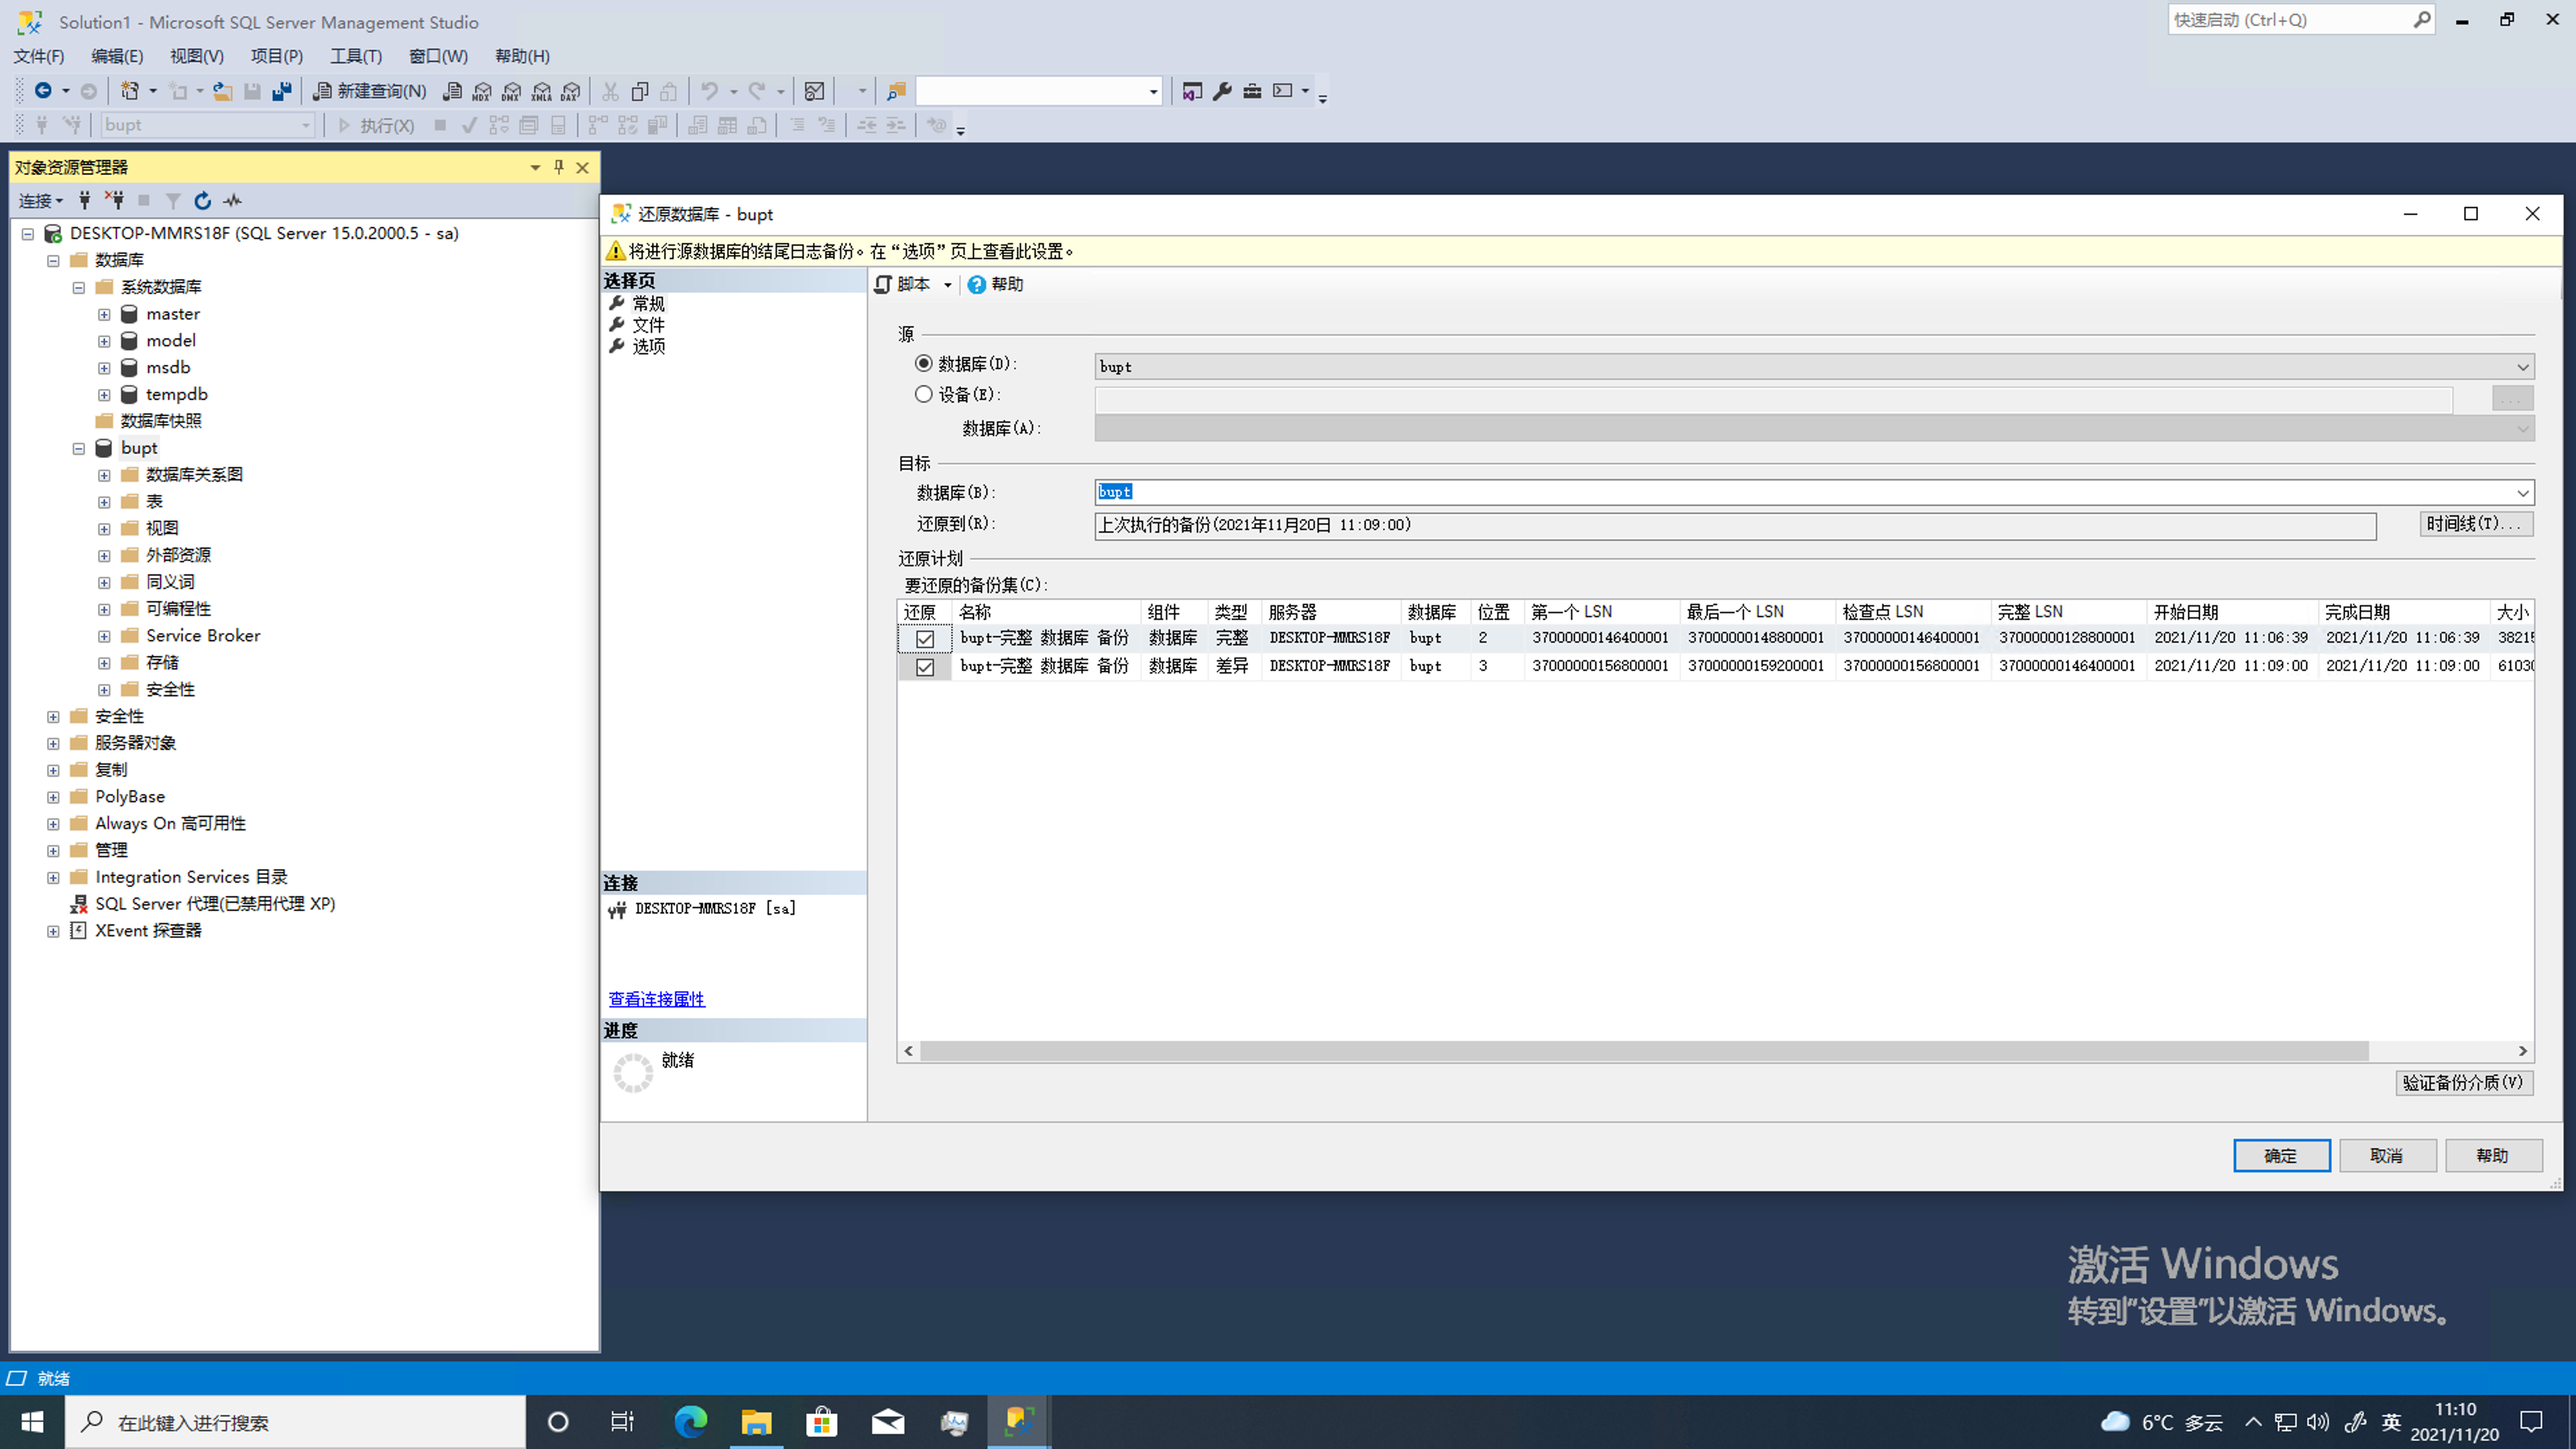 Solution1 - Microsoft SQL Server Management Studio
快速启动 (Ctrl+Q)
文件(F) 编辑(E) 视图(V) 项目(P) 工具(T) 窗口(W) 帮助(H)
新建查询(N) MDX DMX XMLA DAX
bupt 执行(X)
对象资源管理器
连接
DESKTOP-MMRS18F (SQL Server 15.0.2000.5 - sa)
数据库
系统数据库
master
model
msdb
tempdb
数据库快照
bupt
数据库关系图
表
视图
外部资源
同义词
可编程性
Service Broker
存储
安全性
安全性
服务器对象
复制
PolyBase
Always On 高可用性
管理
Integration Services 目录
SQL Server 代理(已禁用代理 XP)
XEvent 探查器
还原数据库 - bupt
将进行源数据库的结尾日志备份。在“选项”页上查看此设置。
选择页
常规
文件
选项
连接
DESKTOP-MMRS18F [sa]
查看连接属性
进度
就绪
脚本 帮助
源
数据库(D): bupt
设备(E): ...
数据库(A):
目标
数据库(B): bupt
还原到(R): 上次执行的备份(2021年11月20日 11:09:00) 时间线(T)...
还原计划
要还原的备份集(C):
还原 名称 组件 类型 服务器 数据库 位置 第一个 LSN 最后一个 LSN 检查点 LSN 完整 LSN 开始日期 完成日期 大小
bupt-完整 数据库 备份 数据库 完整 DESKTOP-MMRS18F bupt 2 37000000146400001 37000000148800001 37000000146400001 37000000128800001 2021/11/20 11:06:39 2021/11/20 11:06:39 38215
bupt-完整 数据库 备份 数据库 差异 DESKTOP-MMRS18F bupt 3 37000000156800001 37000000159200001 37000000156800001 37000000146400001 2021/11/20 11:09:00 2021/11/20 11:09:00 61030
验证备份介质(V)
确定 取消 帮助
激活 Windows
转到"设置"以激活 Windows。
就绪
在此键入进行搜索
6°C 多云 英 11:10
2021/11/20